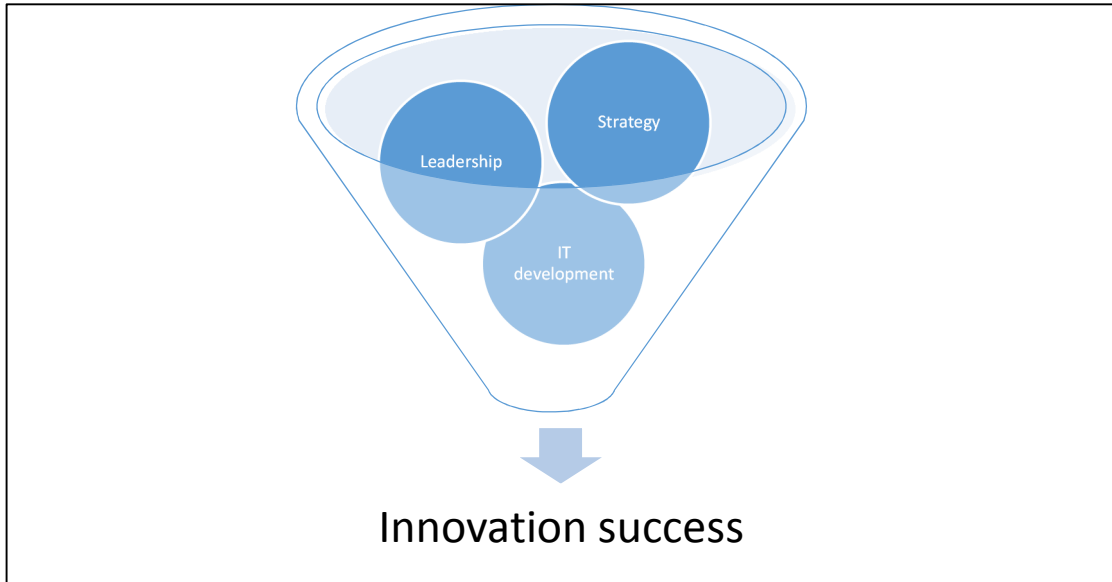 Strategy
Leadership
IT
development
Innovation success